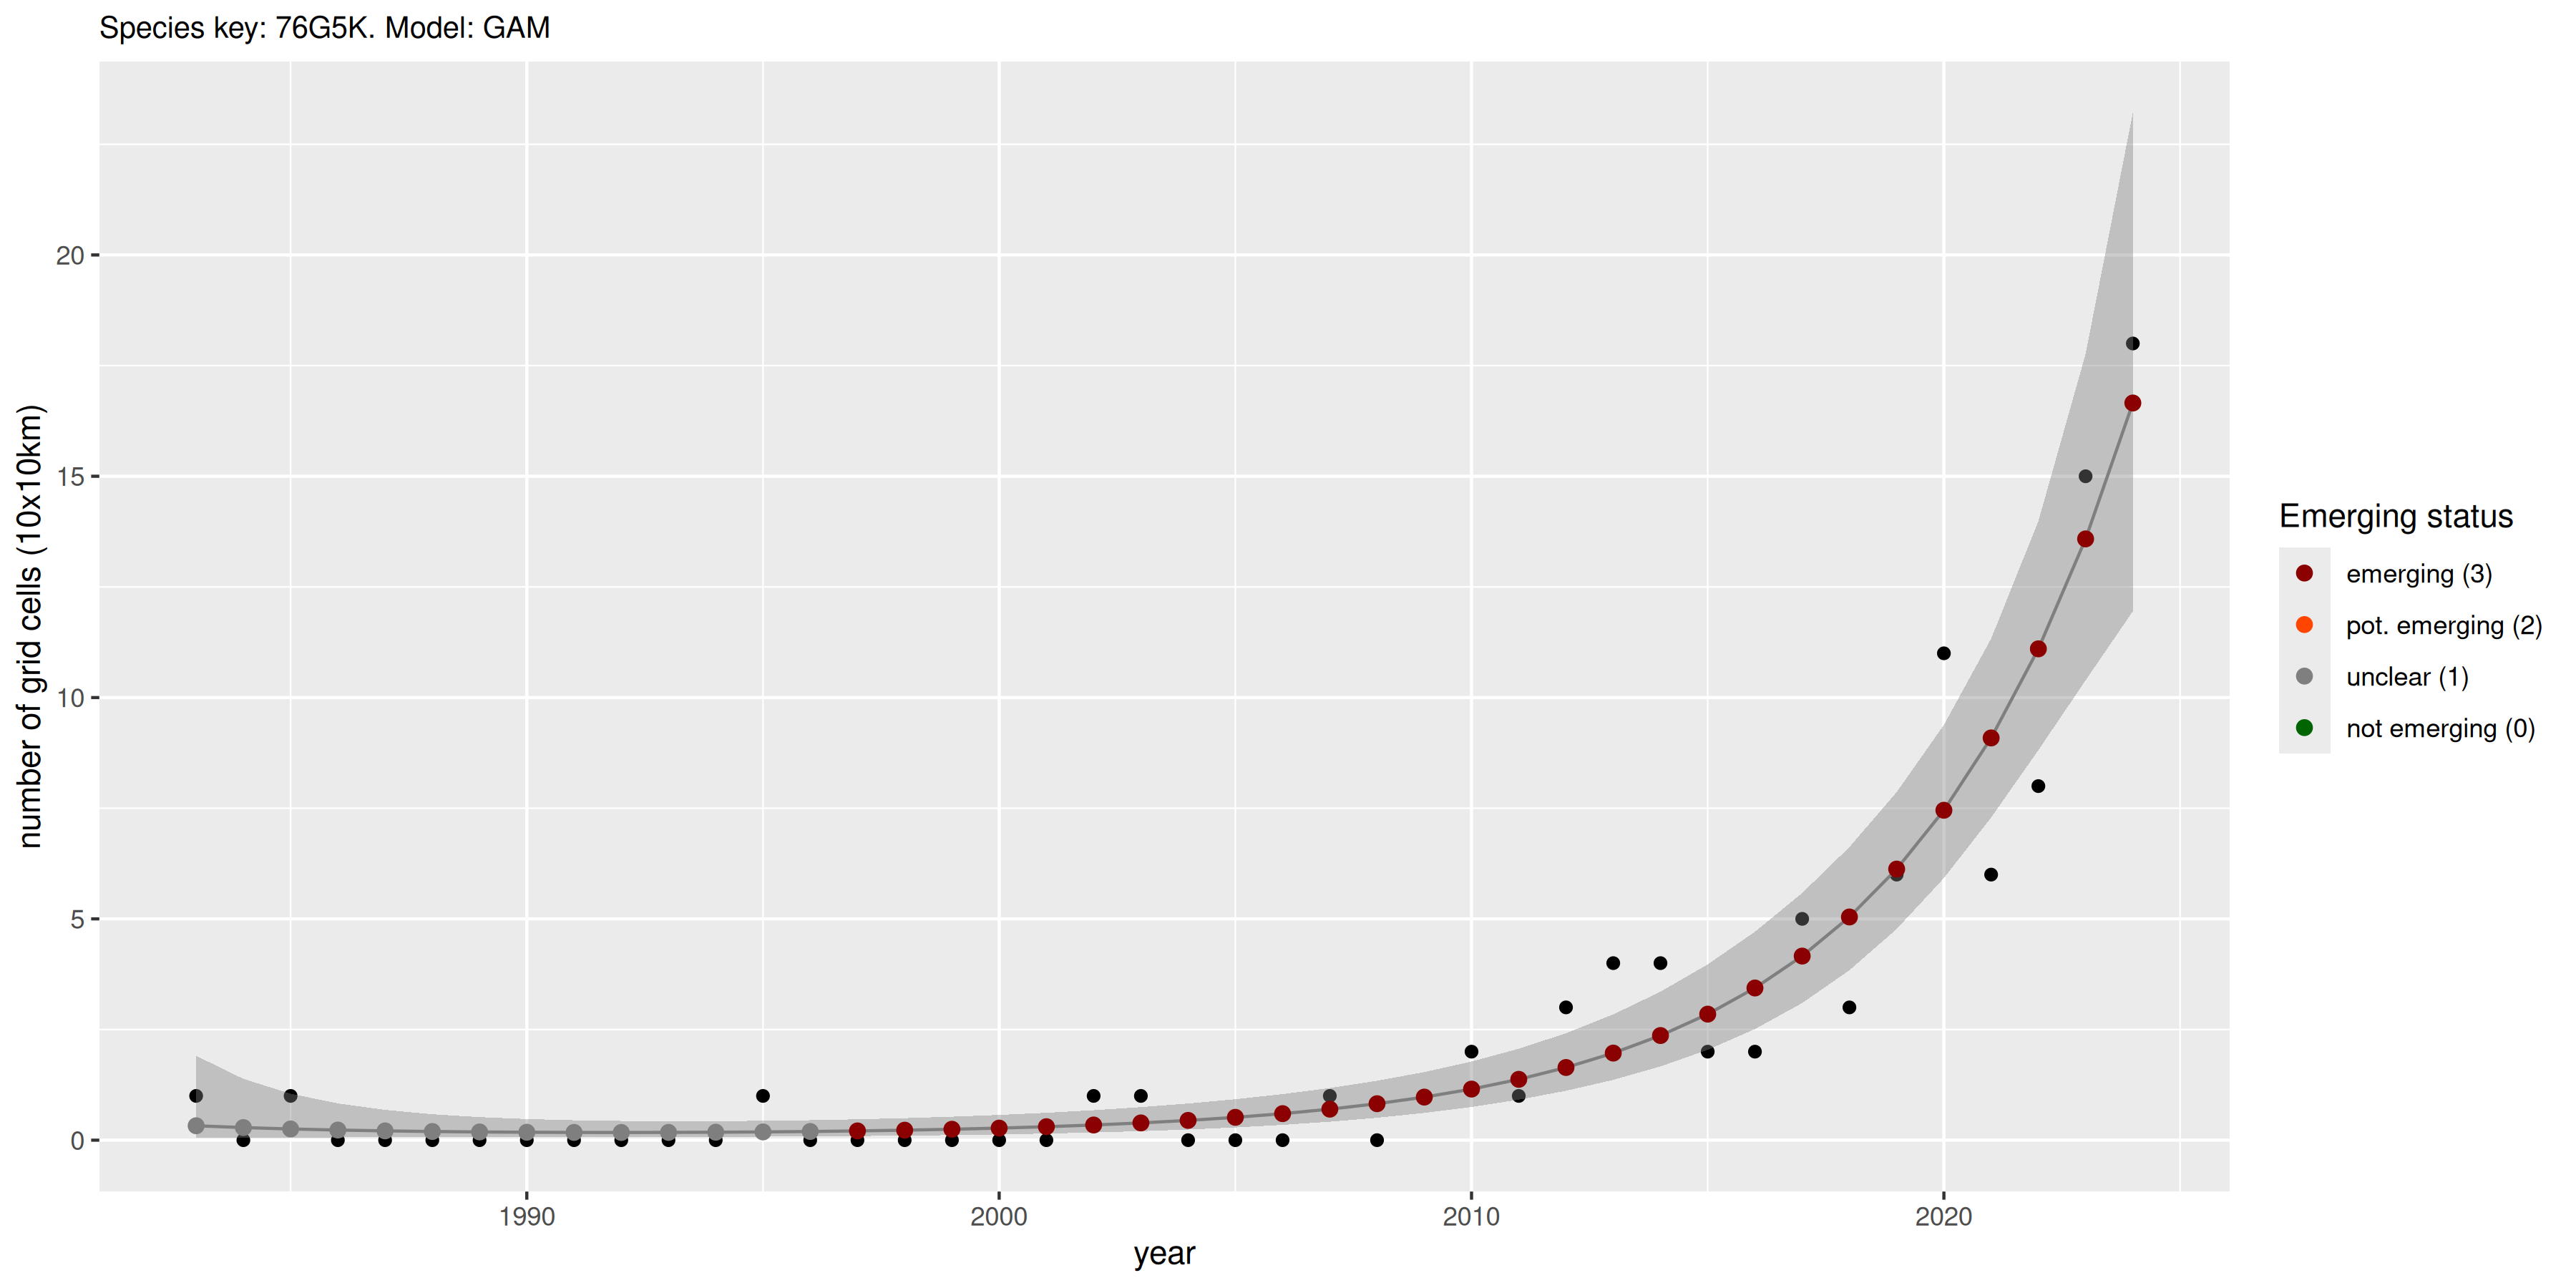 Species key: 76G5K. Model: GAM
number of grid cells (10x10km)
20
15
10
5
0
1990
2000
2010
2020
year
Emerging status
emerging (3)
pot. emerging (2)
unclear (1)
not emerging (0)